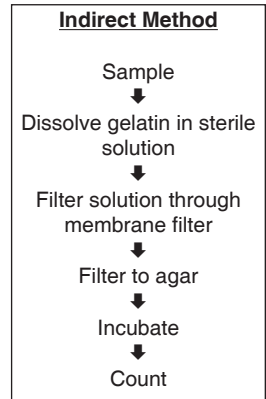 Indirect Method
Sample
Dissolve gelatin in sterile
solution
Filter solution through
membrane filter
Filter to agar
Incubate
Count